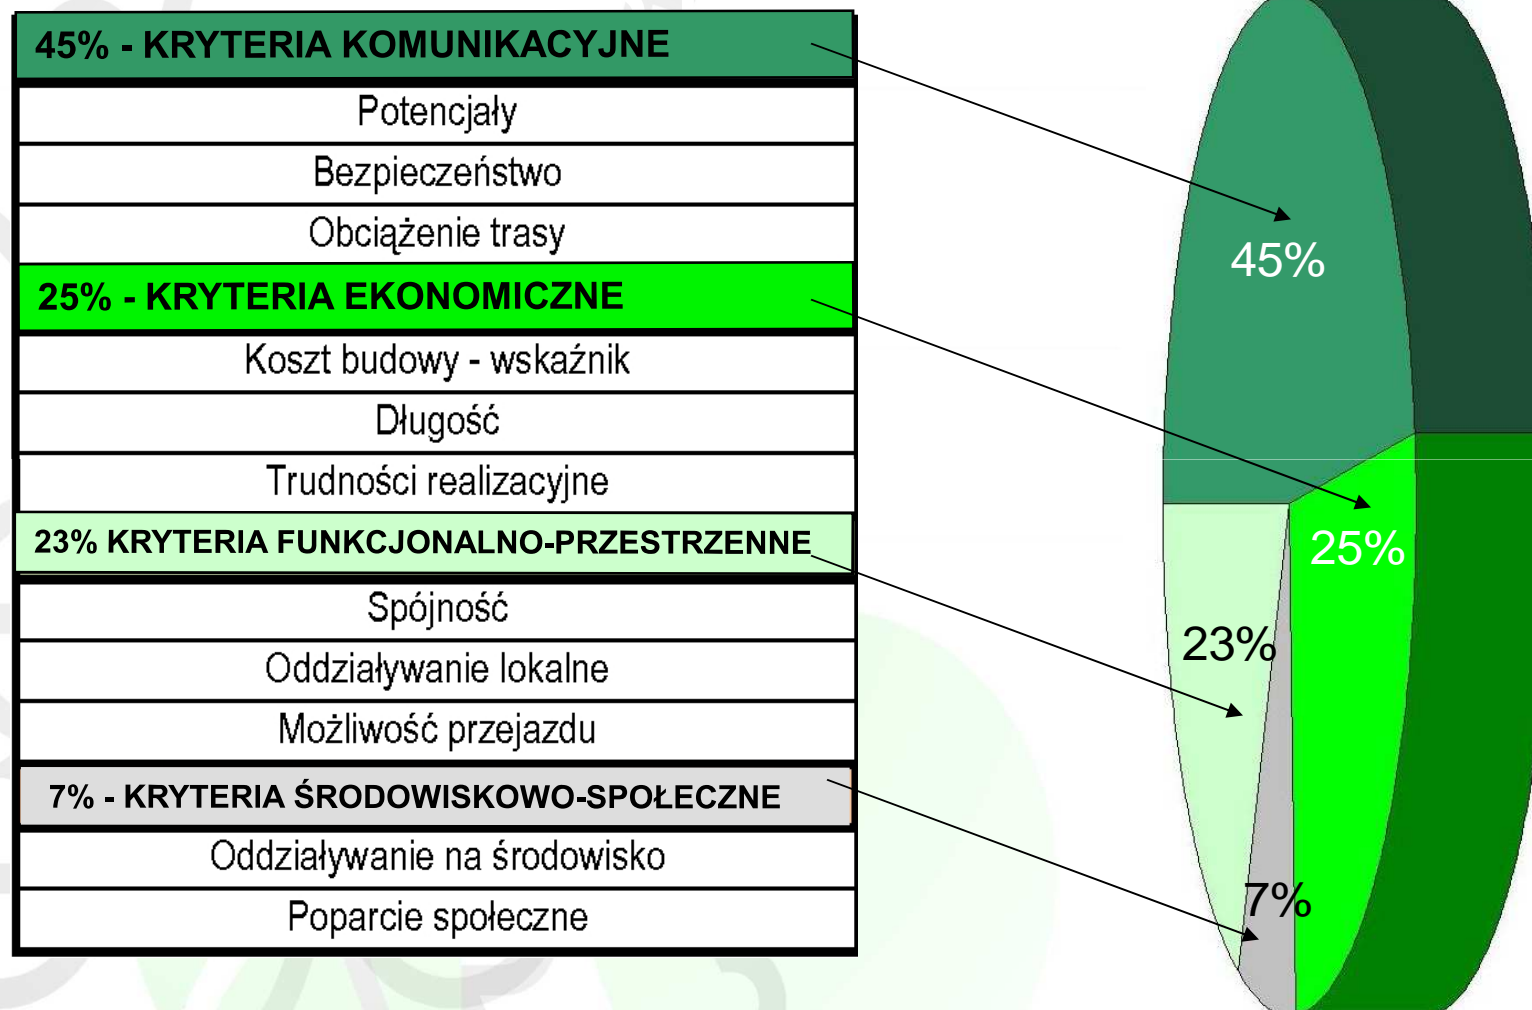 45% - KRYTERIA KOMUNIKACYJNE
Potencjały
Bezpieczeństwo
Obciążenie trasy
25% - KRYTERIA EKONOMICZNE
Koszt budowy - wskaźnik
Długość
Trudności realizacyjne
23% KRYTERIA FUNKCJONALNO-PRZESTRZENNE
Spójność
Oddziaływanie lokalne
Możliwość przejazdu
7% - KRYTERIA ŚRODOWISKOWO-SPOŁECZNE
Oddziaływanie na środowisko
Poparcie społeczne
45%
25%
23%
7%